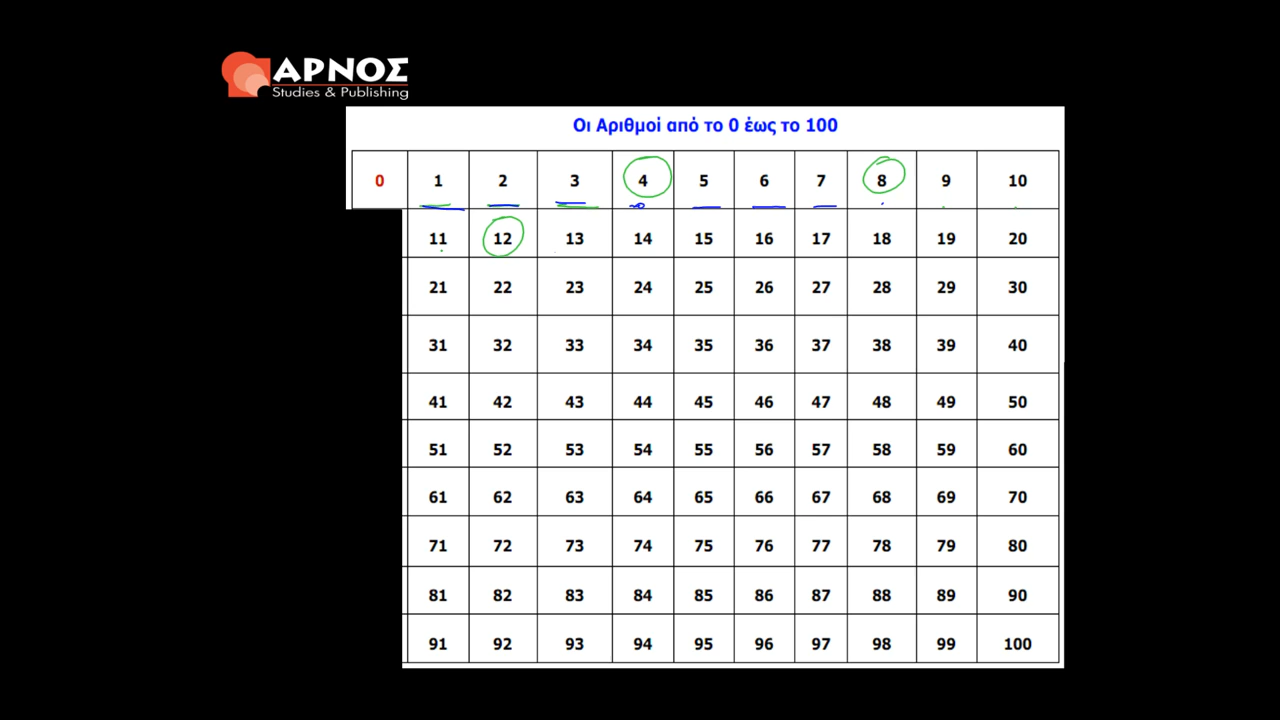 ΑΡΝΟΣ
Studies & Publishing
Οι Αριθμοί από το 0 έως το 100
0 1 2 3 4 5 6 7 8 9 10
11 12 13 14 15 16 17 18 19 20
21 22 23 24 25 26 27 28 29 30
31 32 33 34 35 36 37 38 39 40
41 42 43 44 45 46 47 48 49 50
51 52 53 54 55 56 57 58 59 60
61 62 63 64 65 66 67 68 69 70
71 72 73 74 75 76 77 78 79 80
81 82 83 84 85 86 87 88 89 90
91 92 93 94 95 96 97 98 99 100